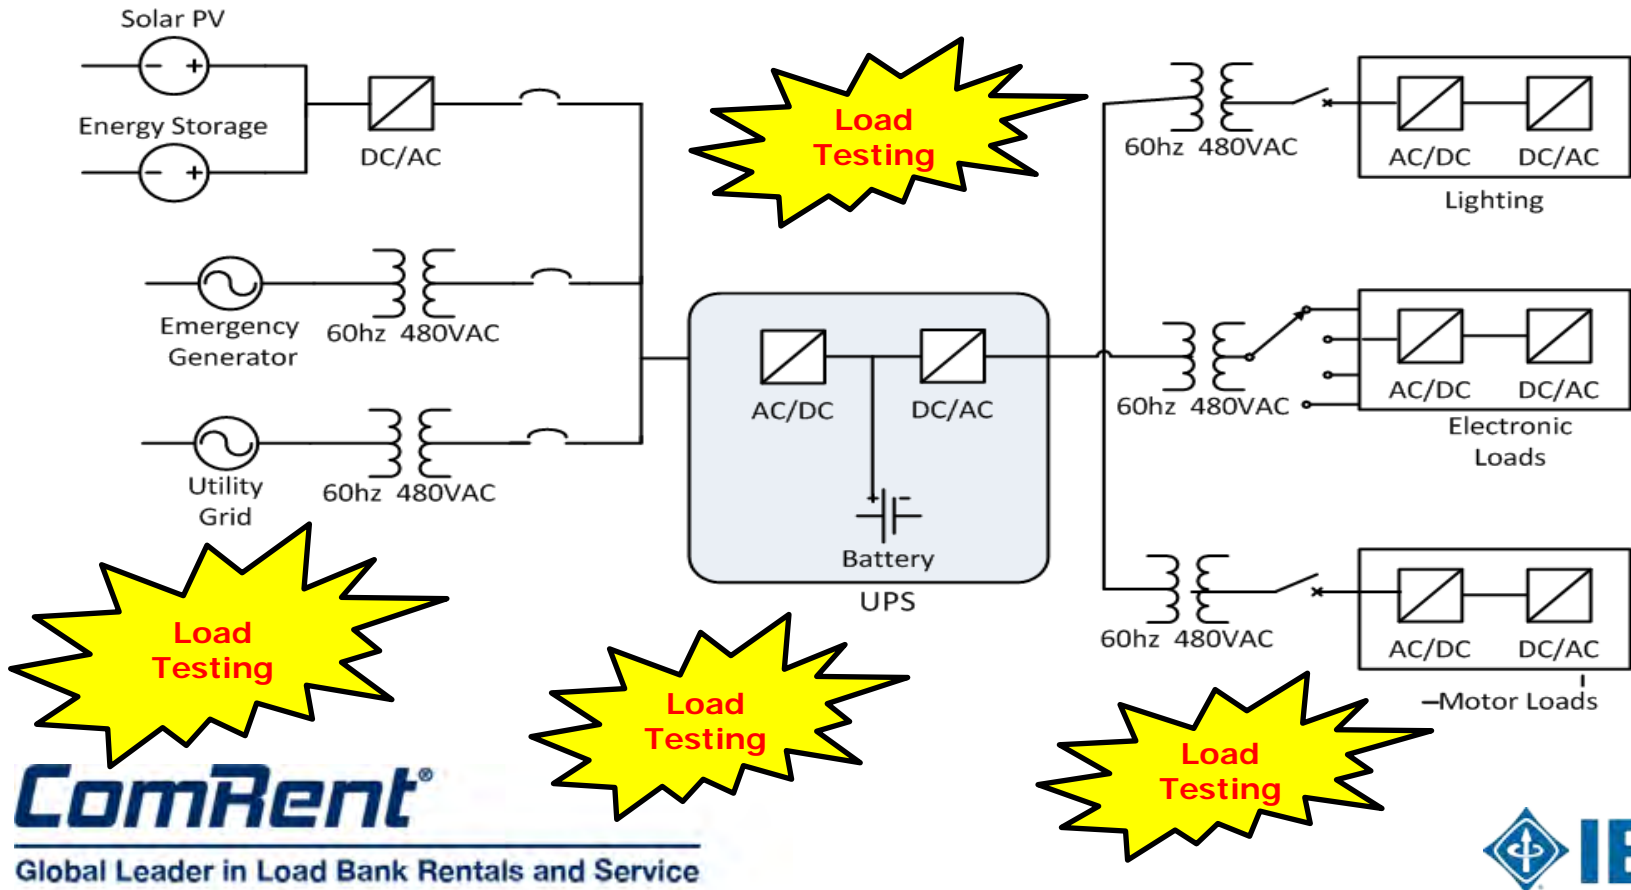 Solar PV
Energy Storage
DC/AC
Emergency
Generator
60hz 480VAC
Utility
Grid
60hz 480VAC
Load
Testing
AC/DC
DC/AC
Battery
UPS
60hz 480VAC
AC/DC
DC/AC
Lighting
60hz 480VAC
AC/DC
DC/AC
Electronic
Loads
60hz 480VAC
AC/DC
DC/AC
Motor Loads
Load
Testing
Load
Testing
Load
Testing
ComRent®
Global Leader in Load Bank Rentals and Service